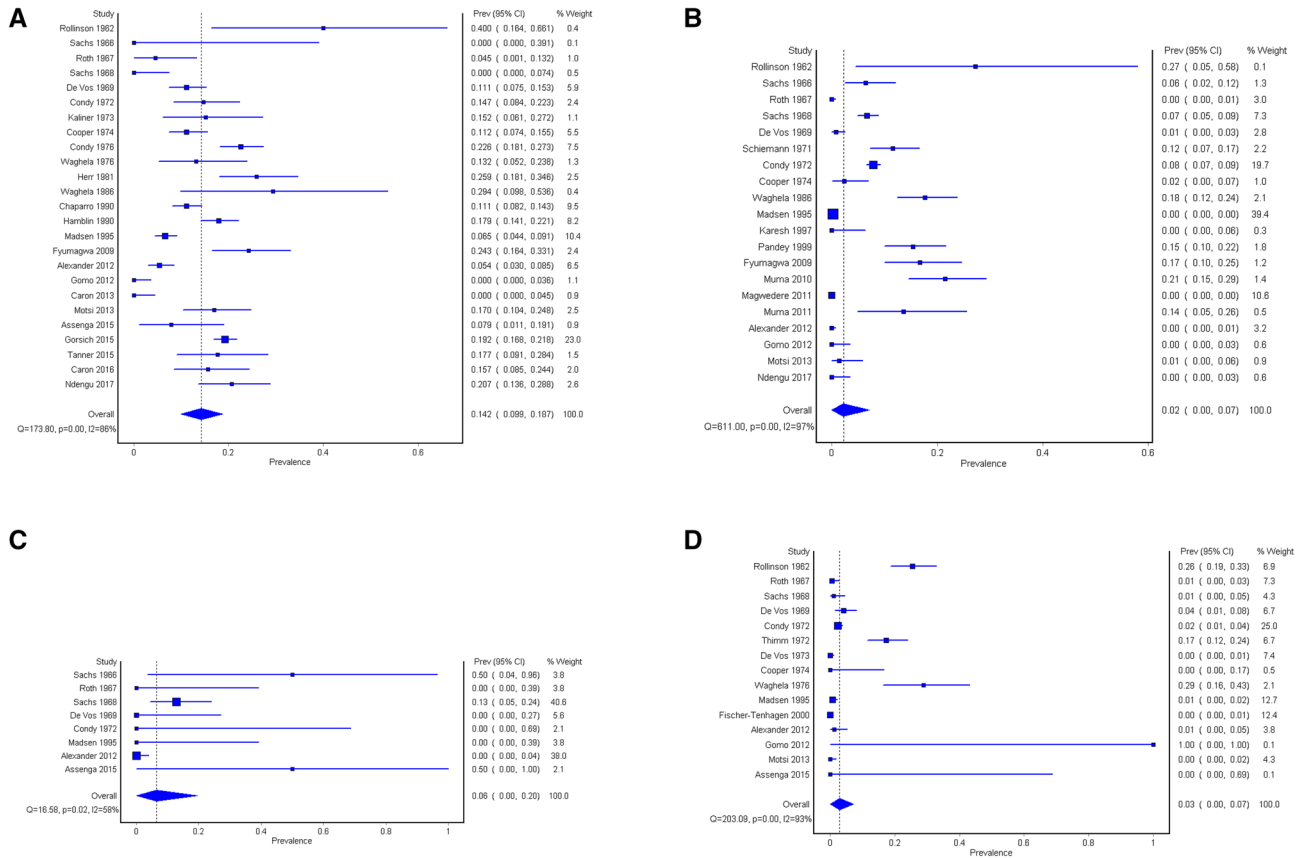 A
Study Prev (95% CI) % Weight
Rollinson 1962 0.400 ( 0.164, 0.661) 0.4
Sachs 1966 0.000 ( 0.000, 0.391) 0.1
Roth 1967 0.045 ( 0.001, 0.132) 1.0
Sachs 1968 0.000 ( 0.000, 0.074) 0.5
De Vos 1969 0.111 ( 0.075, 0.153) 5.9
Condy 1972 0.147 ( 0.084, 0.223) 2.4
Kaliner 1973 0.152 ( 0.061, 0.272) 1.1
Cooper 1974 0.112 ( 0.074, 0.155) 5.5
Condy 1976 0.226 ( 0.181, 0.273) 7.5
Waghela 1976 0.132 ( 0.052, 0.238) 1.3
Herr 1981 0.259 ( 0.181, 0.346) 2.5
Waghela 1986 0.294 ( 0.098, 0.536) 0.4
Chaparro 1990 0.111 ( 0.082, 0.143) 9.5
Hamblin 1990 0.179 ( 0.141, 0.221) 8.2
Madsen 1995 0.065 ( 0.044, 0.091) 10.4
Fyumagwa 2009 0.243 ( 0.164, 0.331) 2.4
Alexander 2012 0.054 ( 0.030, 0.085) 6.5
Gomo 2012 0.000 ( 0.000, 0.036) 1.1
Caron 2013 0.000 ( 0.000, 0.045) 0.9
Motsi 2013 0.170 ( 0.104, 0.248) 2.5
Assenga 2015 0.079 ( 0.011, 0.191) 0.9
Gorsich 2015 0.192 ( 0.168, 0.218) 23.0
Tanner 2015 0.177 ( 0.091, 0.284) 1.5
Caron 2016 0.157 ( 0.085, 0.244) 2.0
Ndengu 2017 0.207 ( 0.136, 0.288) 2.6
Overall 0.142 ( 0.099, 0.187) 100.0
Q=173.80, p=0.00, I2=86%
0 0.2 0.4 0.6
Prevalence
B
Study Prev (95% CI) % Weight
Rollinson 1962 0.27 ( 0.05, 0.58) 0.1
Sachs 1966 0.06 ( 0.02, 0.12) 1.3
Roth 1967 0.00 ( 0.00, 0.01) 3.0
Sachs 1968 0.07 ( 0.05, 0.09) 7.3
De Vos 1969 0.01 ( 0.00, 0.03) 2.8
Schiemann 1971 0.12 ( 0.07, 0.17) 2.2
Condy 1972 0.08 ( 0.07, 0.09) 19.7
Cooper 1974 0.02 ( 0.00, 0.07) 1.0
Waghela 1986 0.18 ( 0.12, 0.24) 2.1
Madsen 1995 0.00 ( 0.00, 0.00) 39.4
Karesh 1997 0.00 ( 0.00, 0.06) 0.3
Pandey 1999 0.15 ( 0.10, 0.22) 1.8
Fyumagwa 2009 0.17 ( 0.10, 0.25) 1.2
Muma 2010 0.21 ( 0.15, 0.29) 1.4
Magwedere 2011 0.00 ( 0.00, 0.00) 10.6
Muma 2011 0.14 ( 0.05, 0.26) 0.5
Alexander 2012 0.00 ( 0.00, 0.01) 3.2
Gomo 2012 0.00 ( 0.00, 0.03) 0.6
Motsi 2013 0.01 ( 0.00, 0.06) 0.9
Ndengu 2017 0.00 ( 0.00, 0.03) 0.6
Overall 0.02 ( 0.00, 0.07) 100.0
Q=611.00, p=0.00, I2=97%
0 0.2 0.4 0.6
Prevalence
C
Study Prev (95% CI) % Weight
Sachs 1966 0.50 ( 0.04, 0.96) 3.8
Roth 1967 0.00 ( 0.00, 0.39) 3.8
Sachs 1968 0.13 ( 0.05, 0.24) 40.6
De Vos 1969 0.00 ( 0.00, 0.27) 5.6
Condy 1972 0.00 ( 0.00, 0.69) 2.1
Madsen 1995 0.00 ( 0.00, 0.39) 3.8
Alexander 2012 0.00 ( 0.00, 0.04) 38.0
Assenga 2015 0.50 ( 0.00, 1.00) 2.1
Overall 0.06 ( 0.00, 0.20) 100.0
Q=16.58, p=0.02, I2=58%
0 0.2 0.4 0.6 0.8 1
Prevalence
D
Study Prev (95% CI) % Weight
Rollinson 1962 0.26 ( 0.19, 0.33) 6.9
Roth 1967 0.01 ( 0.00, 0.03) 7.3
Sachs 1968 0.01 ( 0.00, 0.05) 4.3
De Vos 1969 0.04 ( 0.01, 0.08) 6.7
Condy 1972 0.02 ( 0.01, 0.04) 25.0
Thimm 1972 0.17 ( 0.12, 0.24) 6.7
De Vos 1973 0.00 ( 0.00, 0.01) 7.4
Cooper 1974 0.00 ( 0.00, 0.17) 0.5
Waghela 1976 0.29 ( 0.16, 0.43) 2.1
Madsen 1995 0.01 ( 0.00, 0.02) 12.7
Fischer-Tenhagen 2000 0.00 ( 0.00, 0.01) 12.4
Alexander 2012 0.01 ( 0.00, 0.05) 3.8
Gomo 2012 1.00 ( 0.00, 1.00) 0.1
Motsi 2013 0.00 ( 0.00, 0.02) 4.3
Assenga 2015 0.00 ( 0.00, 0.69) 0.1
Overall 0.03 ( 0.00, 0.07) 100.0
Q=203.09, p=0.00, I2=93%
0 0.2 0.4 0.6 0.8 1
Prevalence